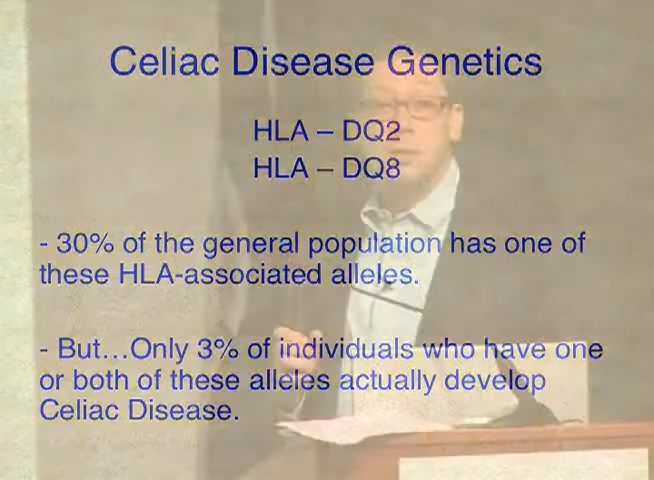 Celiac Disease Genetics
HLA – DQ2
HLA – DQ8
- 30% of the general population has one of
these HLA-associated alleles.
- But...Only 3% of individuals who have one
or both of these alleles actually develop
Celiac Disease.